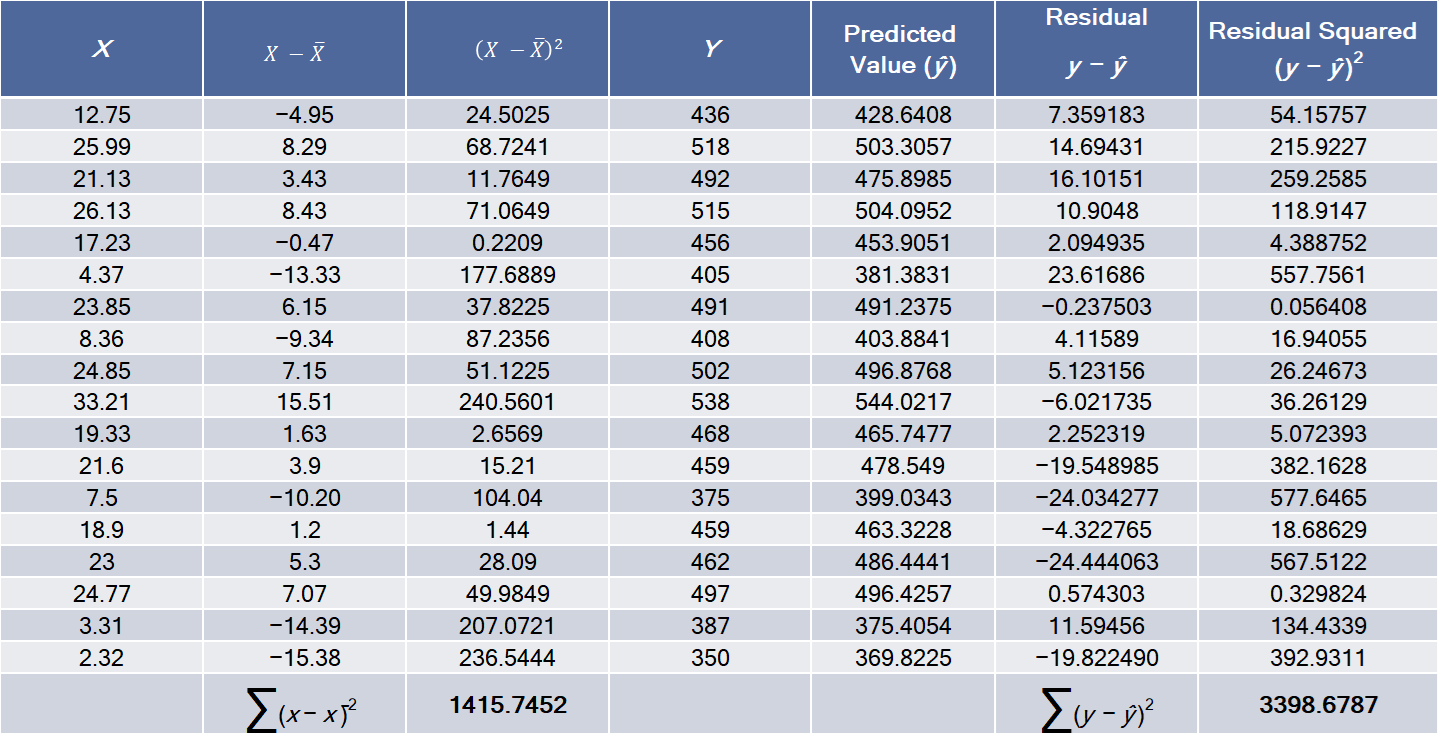 X X − X̄ (X − X̄)² Y Predicted Value (ŷ) Residual y − ŷ Residual Squared (y − ŷ)²
12.75 −4.95 24.5025 436 428.6408 7.359183 54.15757
25.99 8.29 68.7241 518 503.3057 14.69431 215.9227
21.13 3.43 11.7649 492 475.8985 16.10151 259.2585
26.13 8.43 71.0649 515 504.0952 10.9048 118.9147
17.23 −0.47 0.2209 456 453.9051 2.094935 4.388752
4.37 −13.33 177.6889 405 381.3831 23.61686 557.7561
23.85 6.15 37.8225 491 491.2375 −0.237503 0.056408
8.36 −9.34 87.2356 408 403.8841 4.11589 16.94055
24.85 7.15 51.1225 502 496.8768 5.123156 26.24673
33.21 15.51 240.5601 538 544.0217 −6.021735 36.26129
19.33 1.63 2.6569 468 465.7477 2.252319 5.072393
21.6 3.9 15.21 459 478.549 −19.548985 382.1628
7.5 −10.20 104.04 375 399.0343 −24.034277 577.6465
18.9 1.2 1.44 459 463.3228 −4.322765 18.68629
23 5.3 28.09 462 486.4441 −24.444063 567.5122
24.77 7.07 49.9849 497 496.4257 0.574303 0.329824
3.31 −14.39 207.0721 387 375.4054 11.59456 134.4339
2.32 −15.38 236.5444 350 369.8225 −19.822490 392.9311
∑(x − x̄)² 1415.7452 ∑(y − ŷ)² 3398.6787